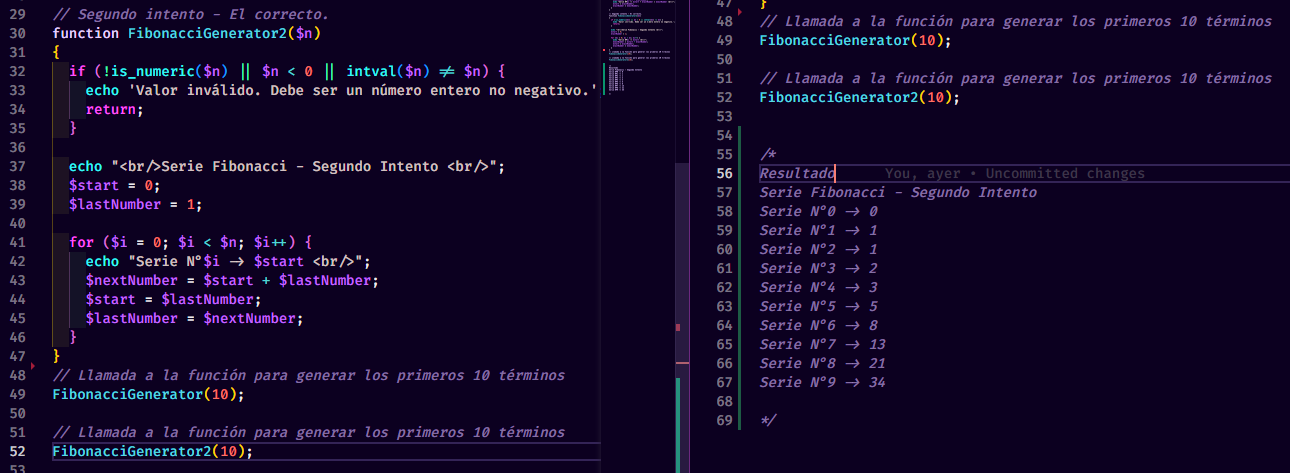 29 // Segundo intento - El correcto.
30 function FibonacciGenerator2($n)
31 {
32 if (!is_numeric($n) || $n < 0 || intval($n) != $n) {
33 echo 'Valor inválido. Debe ser un número entero no negativo.'
34 return;
35 }
36
37 echo "<br/>Serie Fibonacci - Segundo Intento <br/>";
38 $start = 0;
39 $lastNumber = 1;
40
41 for ($i = 0; $i < $n; $i++) {
42 echo "Serie N°$i -> $start <br/>";
43 $nextNumber = $start + $lastNumber;
44 $start = $lastNumber;
45 $lastNumber = $nextNumber;
46 }
47 }
48 // Llamada a la función para generar los primeros 10 términos
49 FibonacciGenerator(10);
50
51 // Llamada a la función para generar los primeros 10 términos
52 FibonacciGenerator2(10);
53
47 }
48 // Llamada a la función para generar los primeros 10 términos
49 FibonacciGenerator(10);
50
51 // Llamada a la función para generar los primeros 10 términos
52 FibonacciGenerator2(10);
53
54
55 /*
56 Resultado You, ayer • Uncommitted changes
57 Serie Fibonacci - Segundo Intento
58 Serie N°0 -> 0
59 Serie N°1 -> 1
60 Serie N°2 -> 1
61 Serie N°3 -> 2
62 Serie N°4 -> 3
63 Serie N°5 -> 5
64 Serie N°6 -> 8
65 Serie N°7 -> 13
66 Serie N°8 -> 21
67 Serie N°9 -> 34
68
69 */